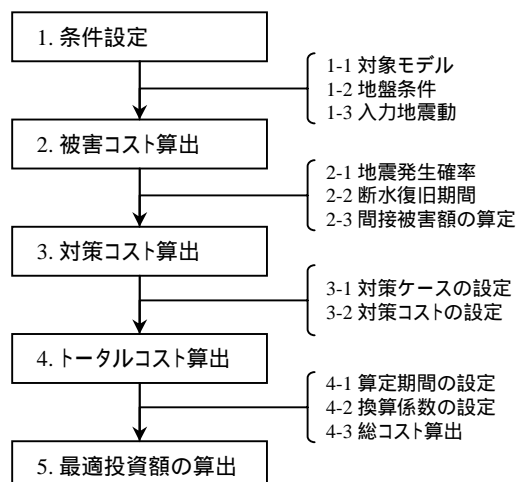 1. 条件設定
1-1 対象モデル
1-2 地盤条件
1-3 入力地震動
2. 被害コスト算出
2-1 地震発生確率
2-2 断水復旧期間
2-3 間接被害額の算定
3. 対策コスト算出
3-1 対策ケースの設定
3-2 対策コストの設定
4. トータルコスト算出
4-1 算定期間の設定
4-2 換算係数の設定
4-3 総コスト算出
5. 最適投資額の算出